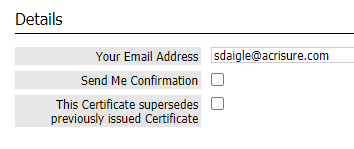 Details
Your Email Address sdaigle@acrisure.com
Send Me Confirmation
This Certificate supersedes
previously issued Certificate